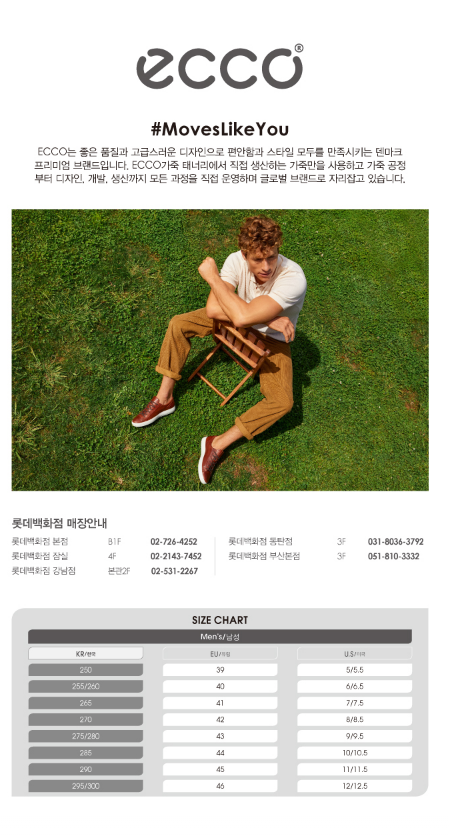 ecco®
#MovesLikeYou
ECCO는 좋은 품질과 고급스러운 디자인으로 편안함과 스타일 모두를 만족시키는 덴마크
프리미엄 브랜드입니다. ECCO가죽 태너리에서 직접 생산하는 가죽만을 사용하고 가죽 공정
부터 디자인, 개발, 생산까지 모든 과정을 직접 운영하며 글로벌 브랜드로 자리잡고 있습니다.
롯데백화점 매장안내
롯데백화점 본점 B1F 02-726-4252 롯데백화점 동탄점 3F 031-8036-3792
롯데백화점 잠실 4F 02-2143-7452 롯데백화점 부산본점 3F 051-810-3332
롯데백화점 강남점 본관2F 02-531-2267
SIZE CHART
Men's/남성
KR/한국 EU/유럽 U.S/미국
250 39 5/5.5
255/260 40 6/6.5
265 41 7/7.5
270 42 8/8.5
275/280 43 9/9.5
285 44 10/10.5
290 45 11/11.5
295/300 46 12/12.5